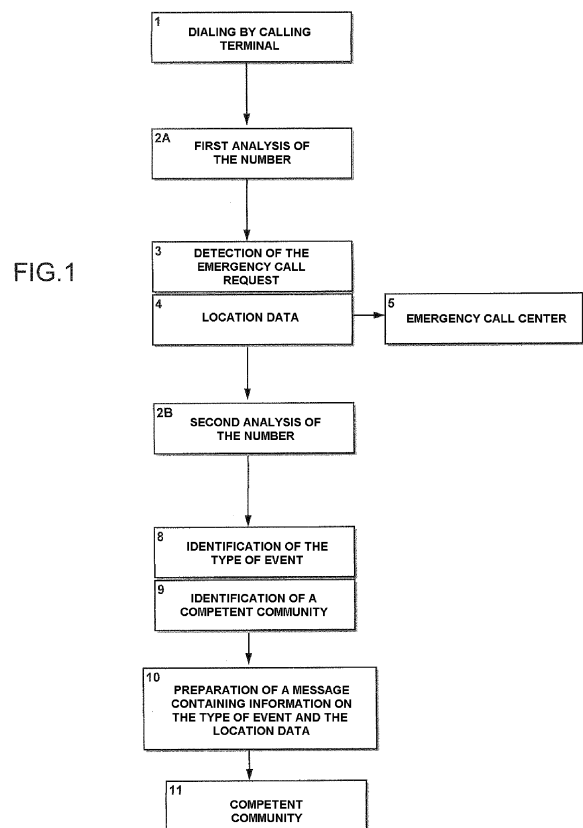 1
DIALING BY CALLING
TERMINAL
2A
FIRST ANALYSIS OF
THE NUMBER
FIG.1
3
DETECTION OF THE
EMERGENCY CALL
REQUEST
4
LOCATION DATA
5
EMERGENCY CALL CENTER
2B
SECOND ANALYSIS OF
THE NUMBER
8
IDENTIFICATION OF THE
TYPE OF EVENT
9
IDENTIFICATION OF A
COMPETENT COMMUNITY
10
PREPARATION OF A MESSAGE
CONTAINING INFORMATION ON
THE TYPE OF EVENT AND THE
LOCATION DATA
11
COMPETENT
COMMUNITY